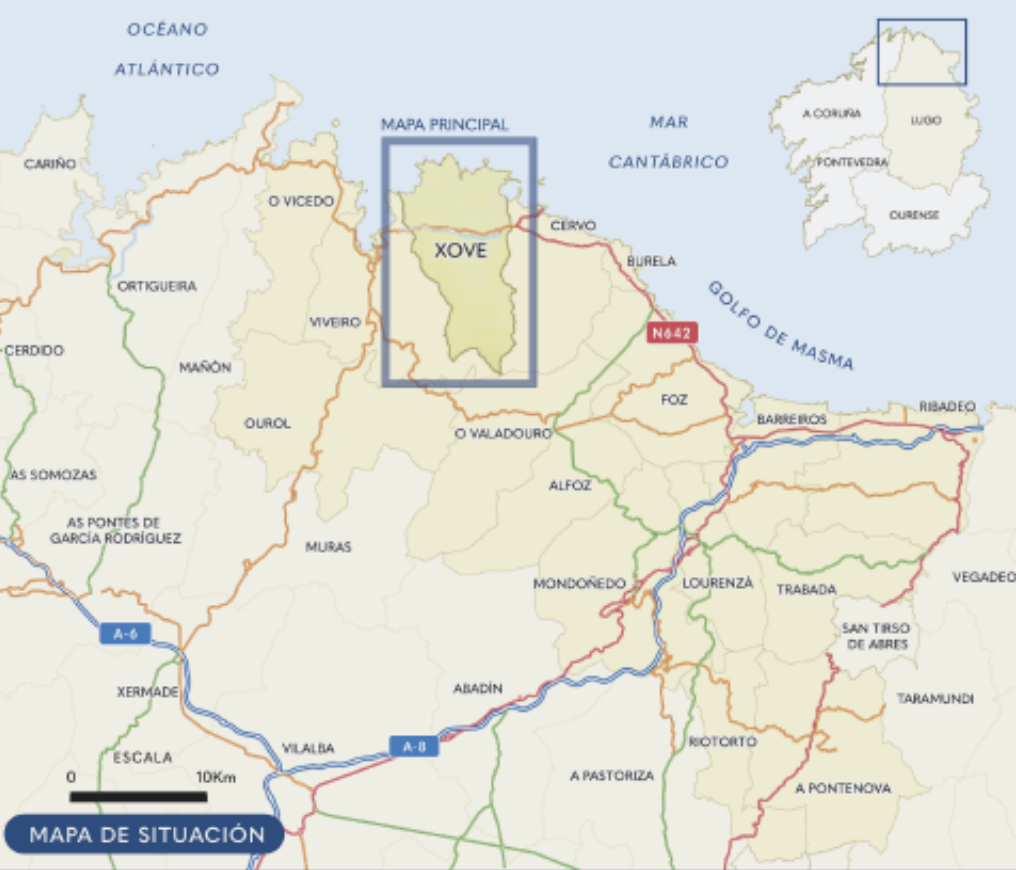 OCÉANO
ATLÁNTICO
MAPA PRINCIPAL
MAR
CANTÁBRICO
A CORUÑA
LUGO
PONTEVEDRA
OURENSE
CARIÑO
O VICEDO
XOVE
CERVO
BURELA
ORTIGUEIRA
GOLFO DE MASMA
VIVEIRO
N642
CERDIDO
MAÑÓN
FOZ
RIBADEO
BARREIROS
OUROL
O VALADOURO
AS SOMOZAS
ALFOZ
AS PONTES DE
GARCÍA RODRÍGUEZ
MURAS
MONDOÑEDO
LOURENZÁ
TRABADA
VEGADEO
A-6
SAN TIRSO
DE ABRES
XERMADE
ABADÍN
TARAMUNDI
VILALBA
A-8
RIOTORTO
ESCALA
0 10Km
A PASTORIZA
A PONTENOVA
MAPA DE SITUACIÓN